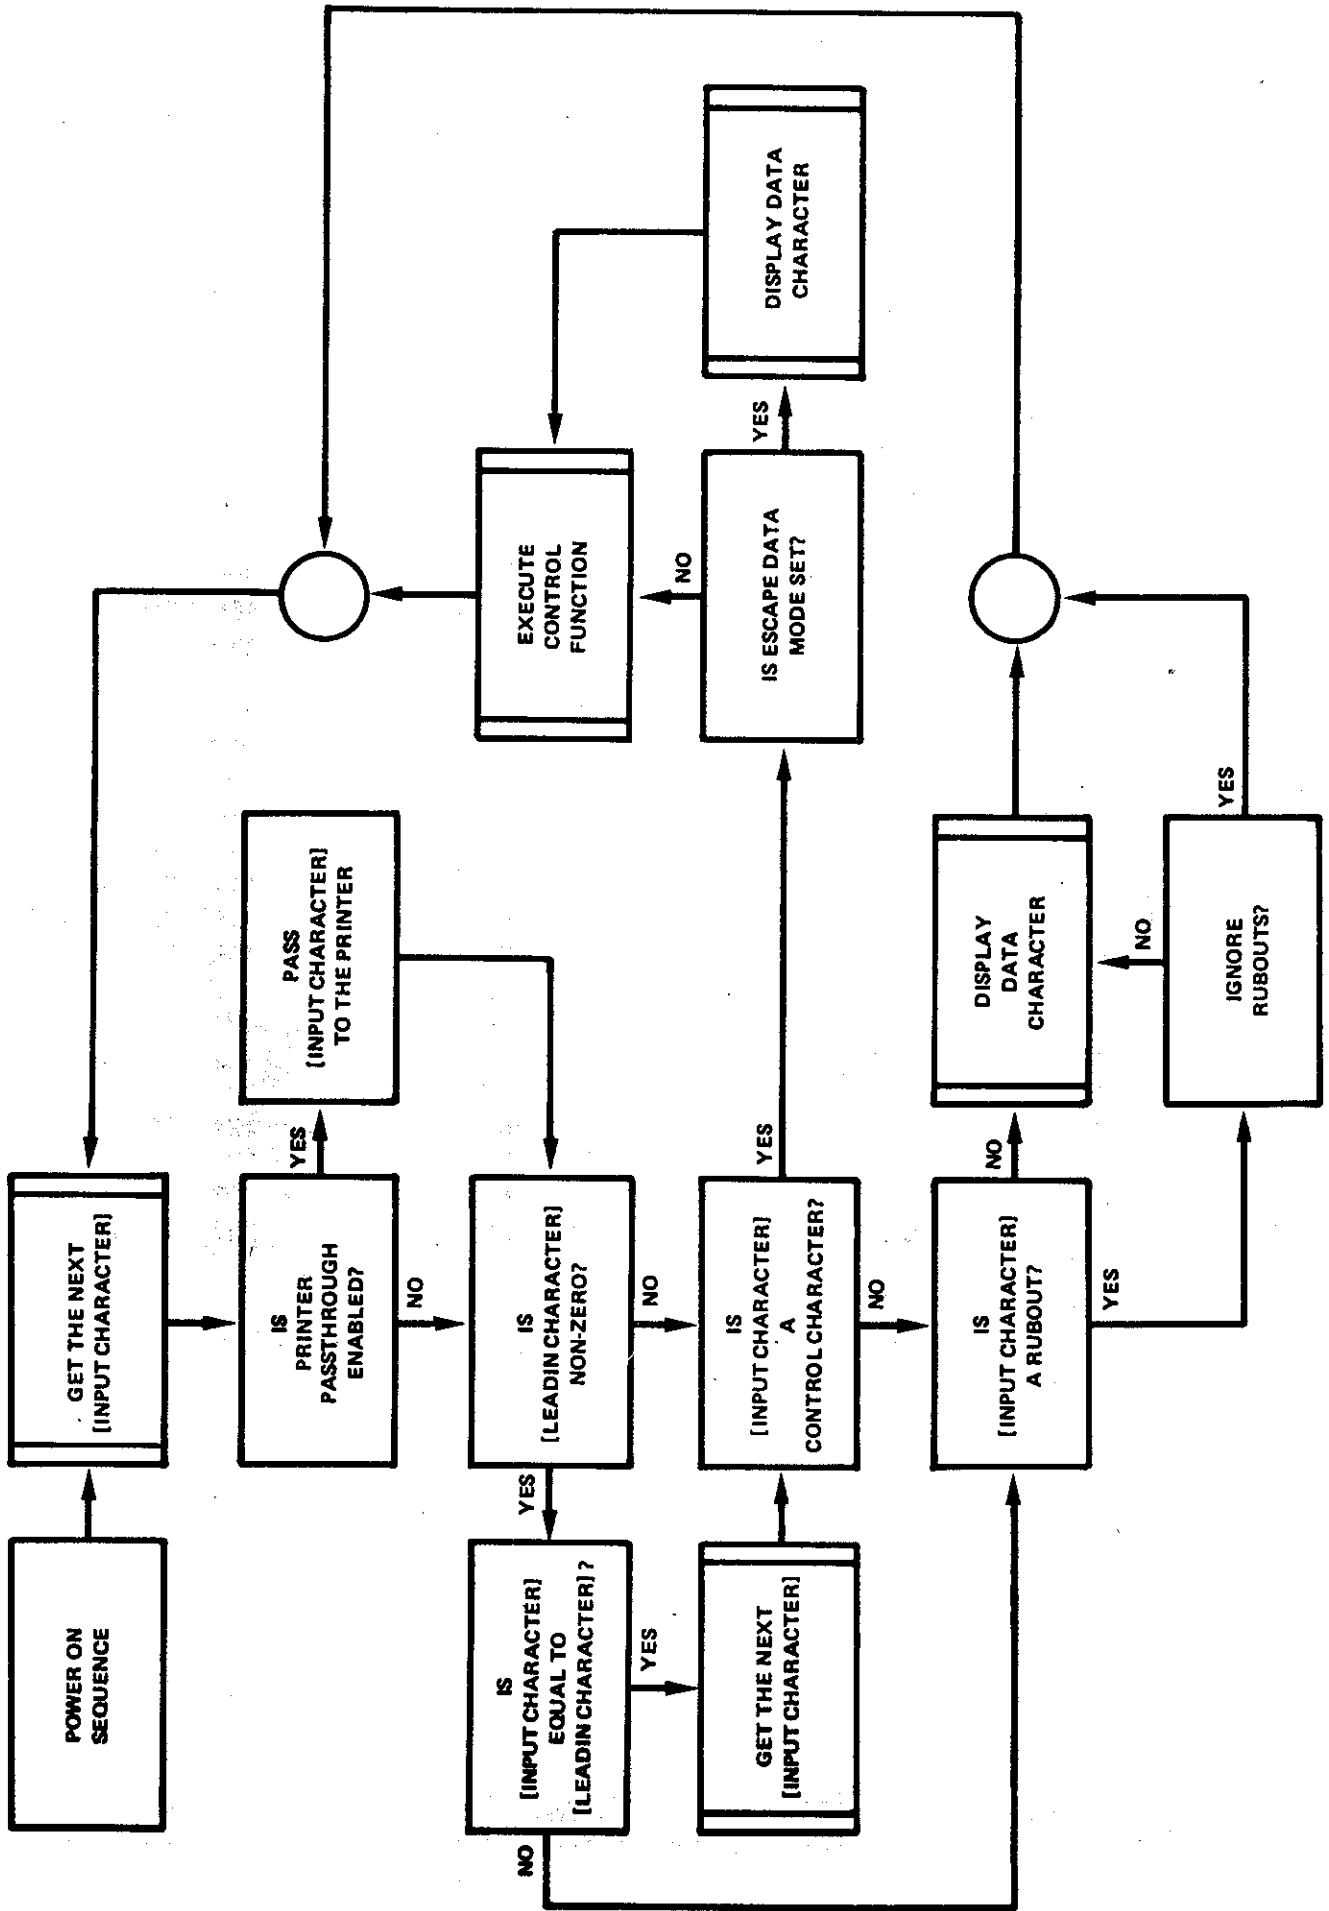 POWER ON
SEQUENCE
GET THE NEXT
[INPUT CHARACTER]
IS
PRINTER
PASSTHROUGH
ENABLED?
YES
PASS
[INPUT CHARACTER]
TO THE PRINTER
NO
IS
[LEADIN CHARACTER]
NON-ZERO?
YES
IS
[INPUT CHARACTER]
EQUAL TO
[LEADIN CHARACTER] ?
NO
YES
GET THE NEXT
[INPUT CHARACTER]
NO
IS
[INPUT CHARACTER]
A
CONTROL CHARACTER?
YES
IS ESCAPE DATA
MODE SET?
NO
EXECUTE
CONTROL
FUNCTION
YES
DISPLAY DATA
CHARACTER
NO
IS
[INPUT CHARACTER]
A RUBOUT?
NO
DISPLAY
DATA
CHARACTER
YES
IGNORE
RUBOUTS?
NO
YES